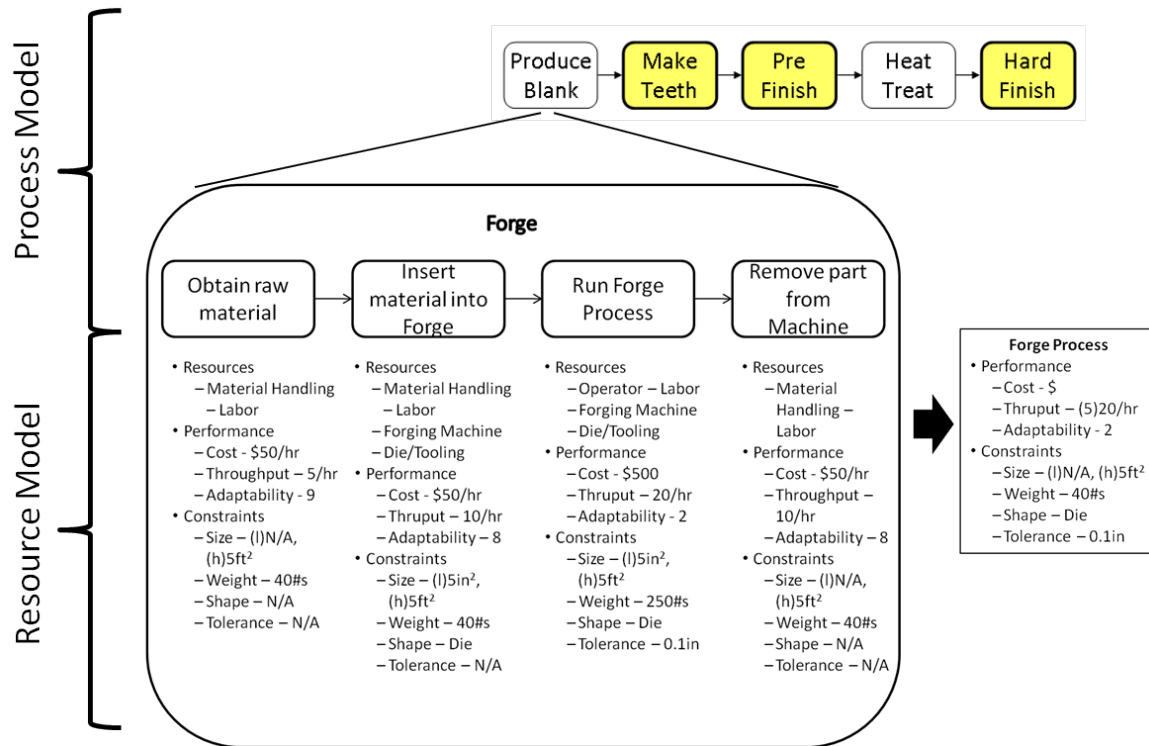 Process Model
Resource Model
Produce
Blank
Make
Teeth
Pre
Finish
Heat
Treat
Hard
Finish
Forge
Obtain raw
material
Insert
material into
Forge
Run Forge
Process
Remove part
from
Machine
• Resources
– Material Handling
– Labor
• Performance
– Cost - $50/hr
– Throughput – 5/hr
– Adaptability - 9
• Constraints
– Size – (l)N/A,
(h)5ft²
– Weight – 40#s
– Shape – N/A
– Tolerance – N/A
• Resources
– Material Handling
– Labor
– Forging Machine
– Die/Tooling
• Performance
– Cost - $50/hr
– Thruput – 10/hr
– Adaptability – 8
• Constraints
– Size – (l)5in²,
(h)5ft²
– Weight – 40#s
– Shape – Die
– Tolerance – N/A
• Resources
– Operator – Labor
– Forging Machine
– Die/Tooling
• Performance
– Cost - $500
– Thruput – 20/hr
– Adaptability - 2
• Constraints
– Size – (l)5in²,
(h)5ft²
– Weight – 250#s
– Shape – Die
– Tolerance – 0.1in
• Resources
– Material
Handling –
Labor
• Performance
– Cost - $50/hr
– Throughput –
10/hr
– Adaptability – 8
• Constraints
– Size – (l)N/A,
(h)5ft²
– Weight – 40#s
– Shape – N/A
– Tolerance – N/A
Forge Process
• Performance
– Cost - $
– Thruput – (5)20/hr
– Adaptability - 2
• Constraints
– Size – (l)N/A, (h)5ft²
– Weight – 40#s
– Shape – Die
– Tolerance – 0.1in